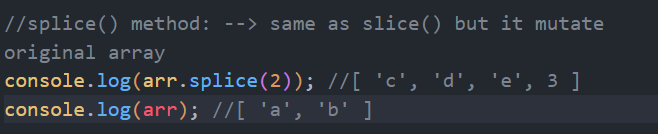 //splice() method: --> same as slice() but it mutate
original array
console.log(arr.splice(2)); //[ 'c', 'd', 'e', 3 ]
console.log(arr); //[ 'a', 'b' ]